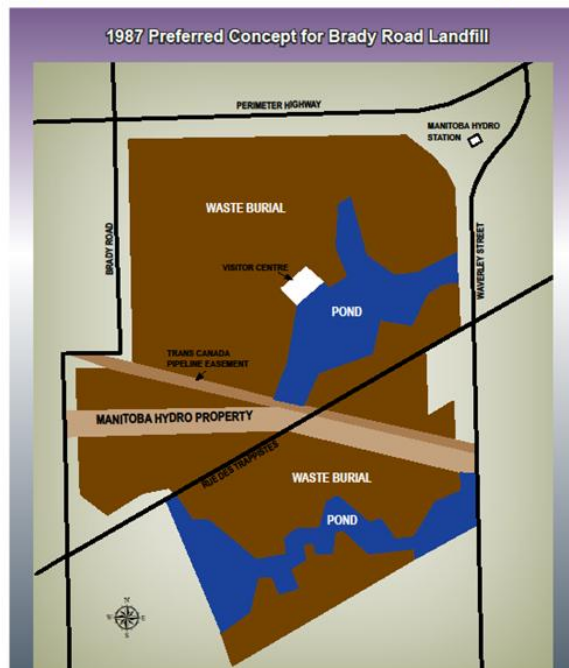 1987 Preferred Concept for Brady Road Landfill
PERIMETER HIGHWAY
MANITOBA HYDRO
STATION
WASTE BURIAL
BRADY ROAD
WAVERLEY STREET
VISITOR CENTRE
POND
TRANS CANADA
PIPELINE EASEMENT
MANITOBA HYDRO PROPERTY
RUE DES TRAPPISTES
WASTE BURIAL
POND
N
W
E
S